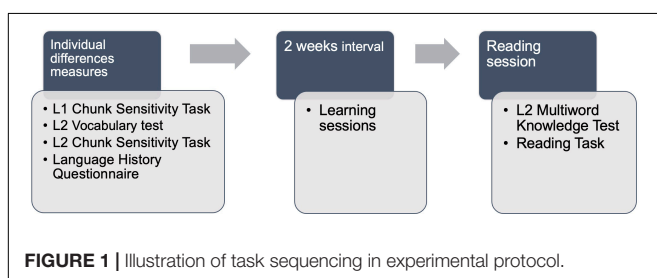 Individual
differences
measures
• L1 Chunk Sensitivity Task
• L2 Vocabulary test
• L2 Chunk Sensitivity Task
• Language History
Questionnaire
2 weeks interval
• Learning
sessions
Reading
session
• L2 Multiword
Knowledge Test
• Reading Task
FIGURE 1 | Illustration of task sequencing in experimental protocol.